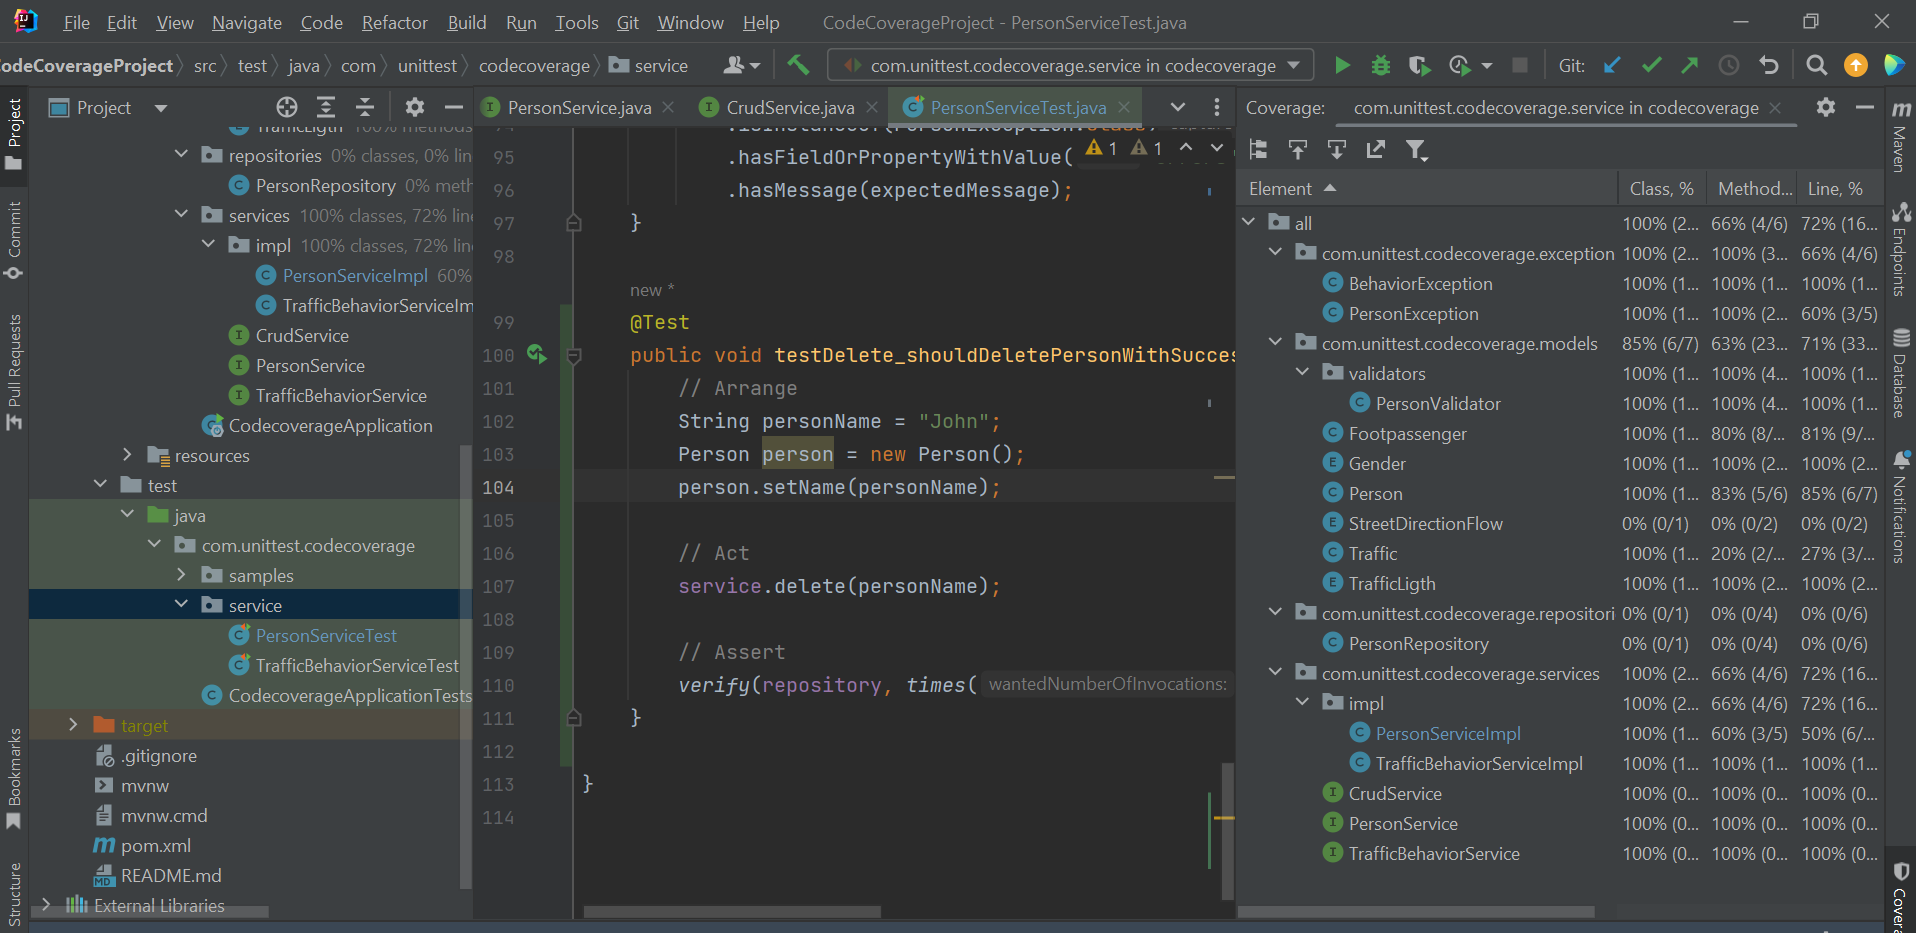 File Edit View Navigate Code Refactor Build Run Tools Git Window Help CodeCoverageProject - PersonServiceTest.java
CodeCoverageProject src test java com unittest codecoverage service com.unittest.codecoverage.service in codecoverage Git:
Project
PersonService.java CrudService.java PersonServiceTest.java
Coverage: com.unittest.codecoverage.service in codecoverage
Project
Commit
Pull Requests
Bookmarks
Structure
TrafficLigth 100% methods
repositories 0% classes, 0% lin
PersonRepository 0% meth
services 100% classes, 72% line
impl 100% classes, 72% line
PersonServiceImpl 60%
TrafficBehaviorServiceIm
CrudService
PersonService
TrafficBehaviorService
CodecoverageApplication
resources
test
java
com.unittest.codecoverage
samples
service
PersonServiceTest
TrafficBehaviorServiceTest
CodecoverageApplicationTests
target
.gitignore
mvnw
mvnw.cmd
pom.xml
README.md
External Libraries
94 .isInstanceOf(PersonException.class)
1 1
95 .hasFieldOrPropertyWithValue(
96 .hasMessage(expectedMessage);
97 }
98
new *
99 @Test
100 public void testDelete_shouldDeletePersonWithSucces
101 // Arrange
102 String personName = "John";
103 Person person = new Person();
104 person.setName(personName);
105
106 // Act
107 service.delete(personName);
108
109 // Assert
110 verify(repository, times( wantedNumberOfInvocations:
111 }
112
113 }
114
Element Class, % Method... Line, %
all 100% (2... 66% (4/6) 72% (16...
com.unittest.codecoverage.exception 100% (2... 100% (3... 66% (4/6)
BehaviorException 100% (1... 100% (1... 100% (1...
PersonException 100% (1... 100% (2... 60% (3/5)
com.unittest.codecoverage.models 85% (6/7) 63% (23... 71% (33...
validators 100% (1... 100% (4... 100% (1...
PersonValidator 100% (1... 100% (4... 100% (1...
Footpassenger 100% (1... 80% (8/... 81% (9/...
Gender 100% (1... 100% (2... 100% (2...
Person 100% (1... 83% (5/6) 85% (6/7)
StreetDirectionFlow 0% (0/1) 0% (0/2) 0% (0/2)
Traffic 100% (1... 20% (2/... 27% (3/...
TrafficLigth 100% (1... 100% (2... 100% (2...
com.unittest.codecoverage.repositori 0% (0/1) 0% (0/4) 0% (0/6)
PersonRepository 0% (0/1) 0% (0/4) 0% (0/6)
com.unittest.codecoverage.services 100% (2... 66% (4/6) 72% (16...
impl 100% (2... 66% (4/6) 72% (16...
PersonServiceImpl 100% (1... 60% (3/5) 50% (6/...
TrafficBehaviorServiceImpl 100% (1... 100% (1... 100% (1...
CrudService 100% (0... 100% (0... 100% (0...
PersonService 100% (0... 100% (0... 100% (0...
TrafficBehaviorService 100% (0... 100% (0... 100% (0...
Maven
Endpoints
Database
Notifications
Covera